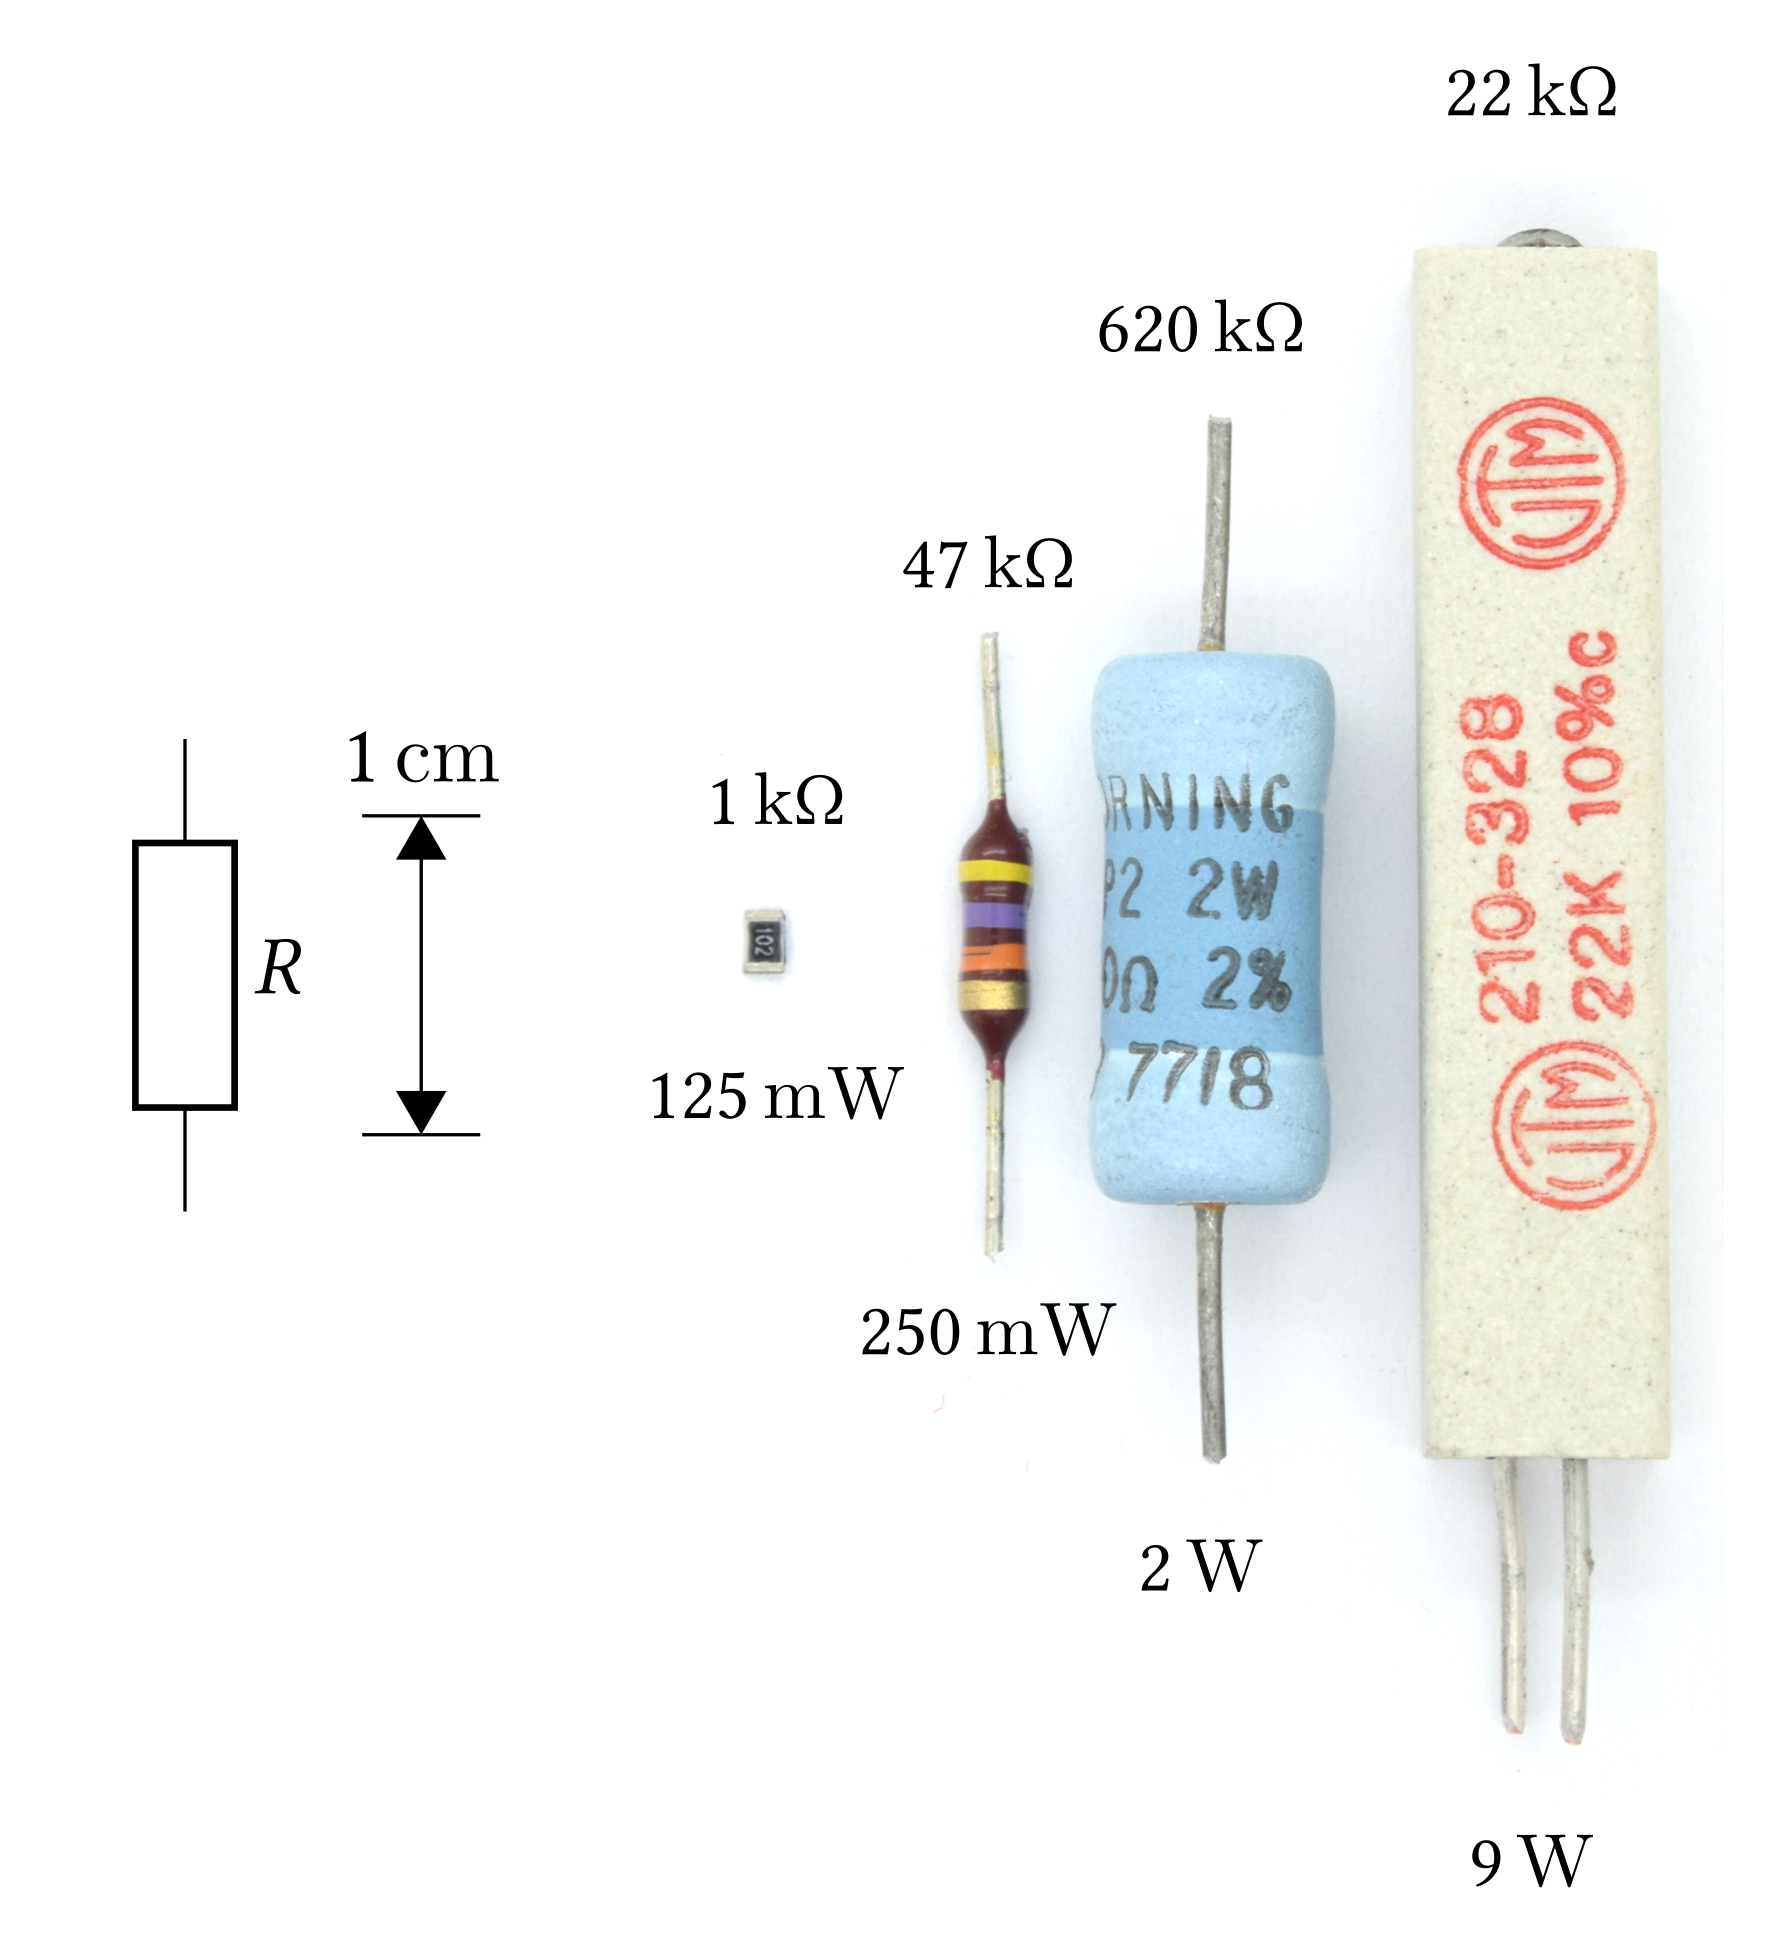 22 kΩ
620 kΩ
47 kΩ
1 cm
1 kΩ
R
102
125 mW
250 mW
2 W
9 W
RNING
P2 2W
0Ω 2%
7718
210-328
22K 10%c